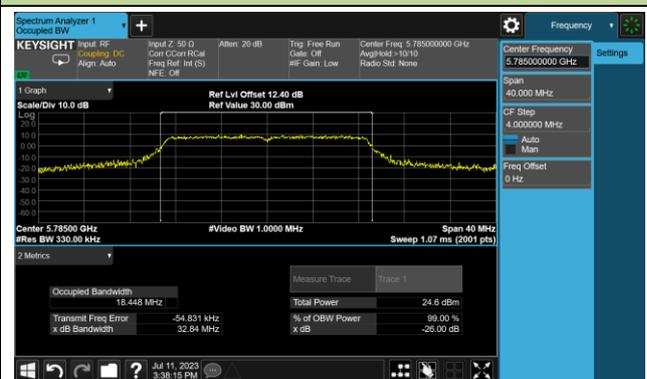 Spectrum Analyzer 1
Occupied BW
Frequency
KEYSIGHT
Input: RF
Coupling: DC
Align: Auto
Input Z: 50 Ω
Corr CCorr RCal
Freq Ref: Int (S)
NFE: Off
Atten: 20 dB
Trig: Free Run
Gate: Off
#IF Gain: Low
Center Freq: 5.785000000 GHz
Avg|Hold:>10/10
Radio Std: None
Center Frequency
5.785000000 GHz
Settings
Span
40.000 MHz
CF Step
4.000000 MHz
Auto
Man
Freq Offset
0 Hz
1 Graph
Scale/Div 10.0 dB
Ref Lvl Offset 12.40 dB
Ref Value 30.00 dBm
Log
20.0
10.0
0.00
-10.0
-20.0
-30.0
-40.0
-50.0
-60.0
Center 5.78500 GHz
#Res BW 330.00 kHz
#Video BW 1.0000 MHz
Span 40 MHz
Sweep 1.07 ms (2001 pts)
2 Metrics
Measure Trace
Trace 1
Occupied Bandwidth
18.448 MHz
Total Power
24.6 dBm
Transmit Freq Error
-54.831 kHz
% of OBW Power
99.00 %
x dB Bandwidth
32.84 MHz
x dB
-26.00 dB
Jul 11, 2023
3:38:15 PM